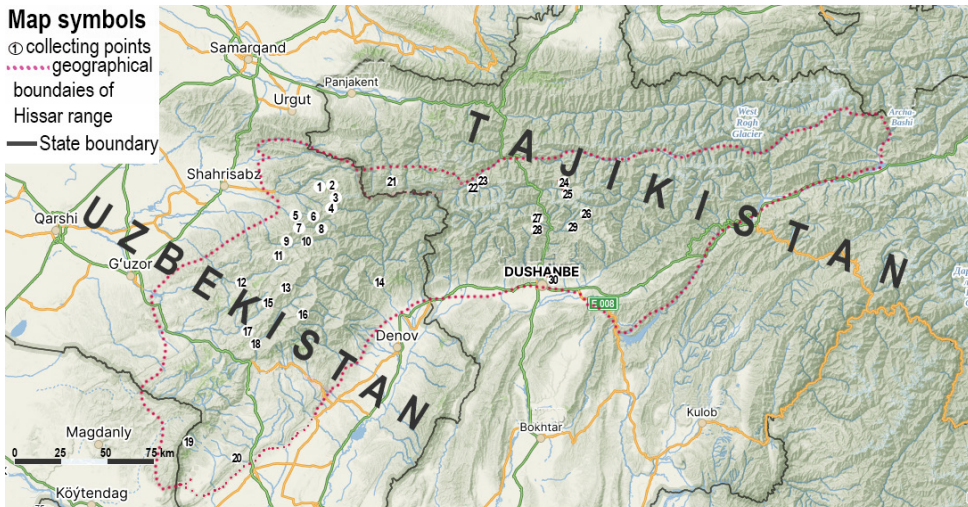 Map symbols
① collecting points
geographical
boundaies of
Hissar range
State boundary
Samarqand
Panjakent
Urgut
West
Rogh
Glacier
Archa-
Bashi
TAJIKISTAN
Shahrisabz
Qarshi
G'uzor
UZBEKISTAN
1
2
3
4
5
6
7
8
9
10
11
12
13
14
15
16
17
18
19
20
21
22
23
24
25
26
27
28
29
DUSHANBE
30
E 008
Denov
Bokhtar
Kulob
Magdanly
0 25 50 75 km
Köýtendag